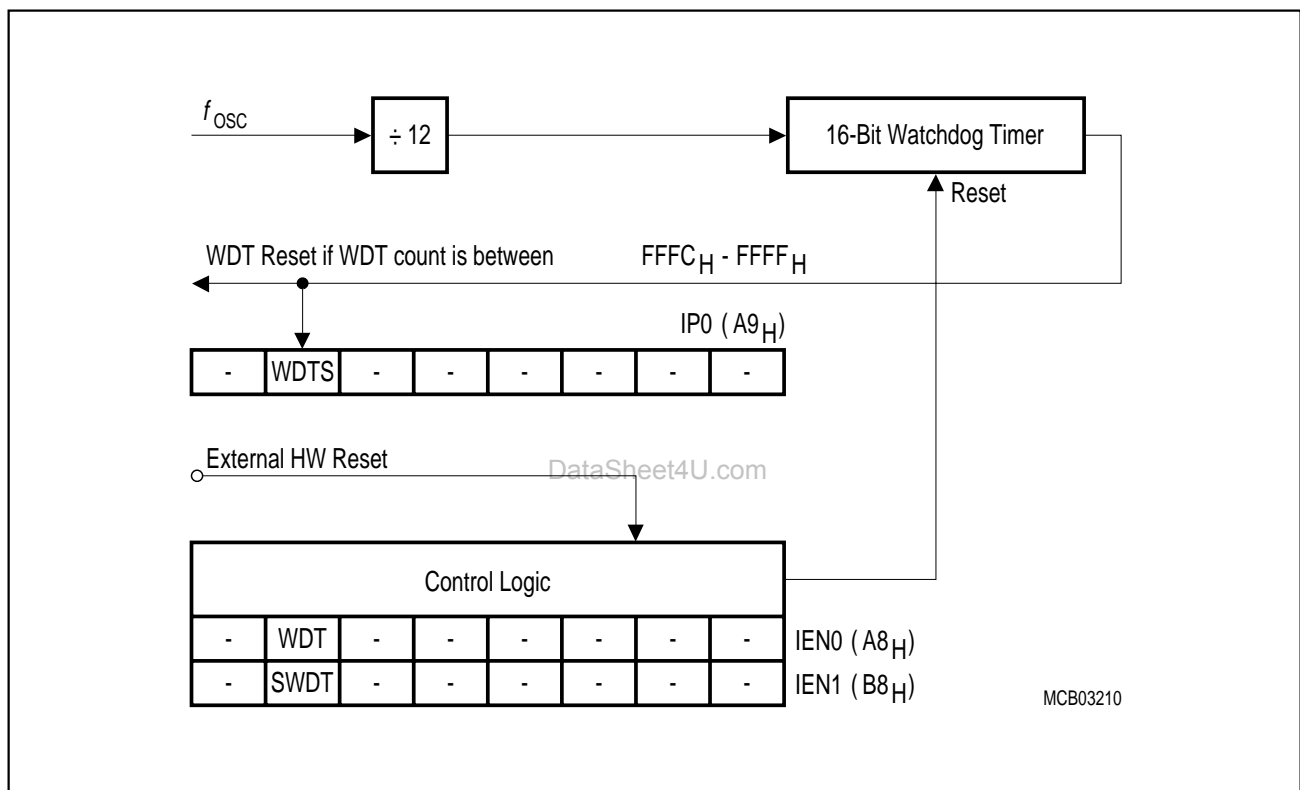 fOSC
÷ 12
16-Bit Watchdog Timer
Reset
WDT Reset if WDT count is between FFFCH - FFFFH
IP0 ( A9H)
- WDTS - - - - - -
External HW Reset
DataSheet4U.com
Control Logic
- WDT - - - - - - IEN0 ( A8H)
- SWDT - - - - - - IEN1 ( B8H)
MCB03210